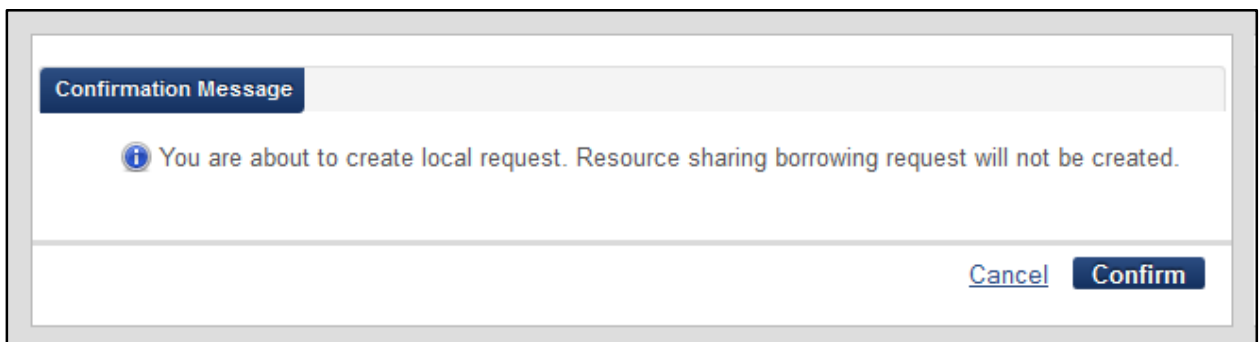 Confirmation Message
You are about to create local request. Resource sharing borrowing request will not be created.
Cancel Confirm